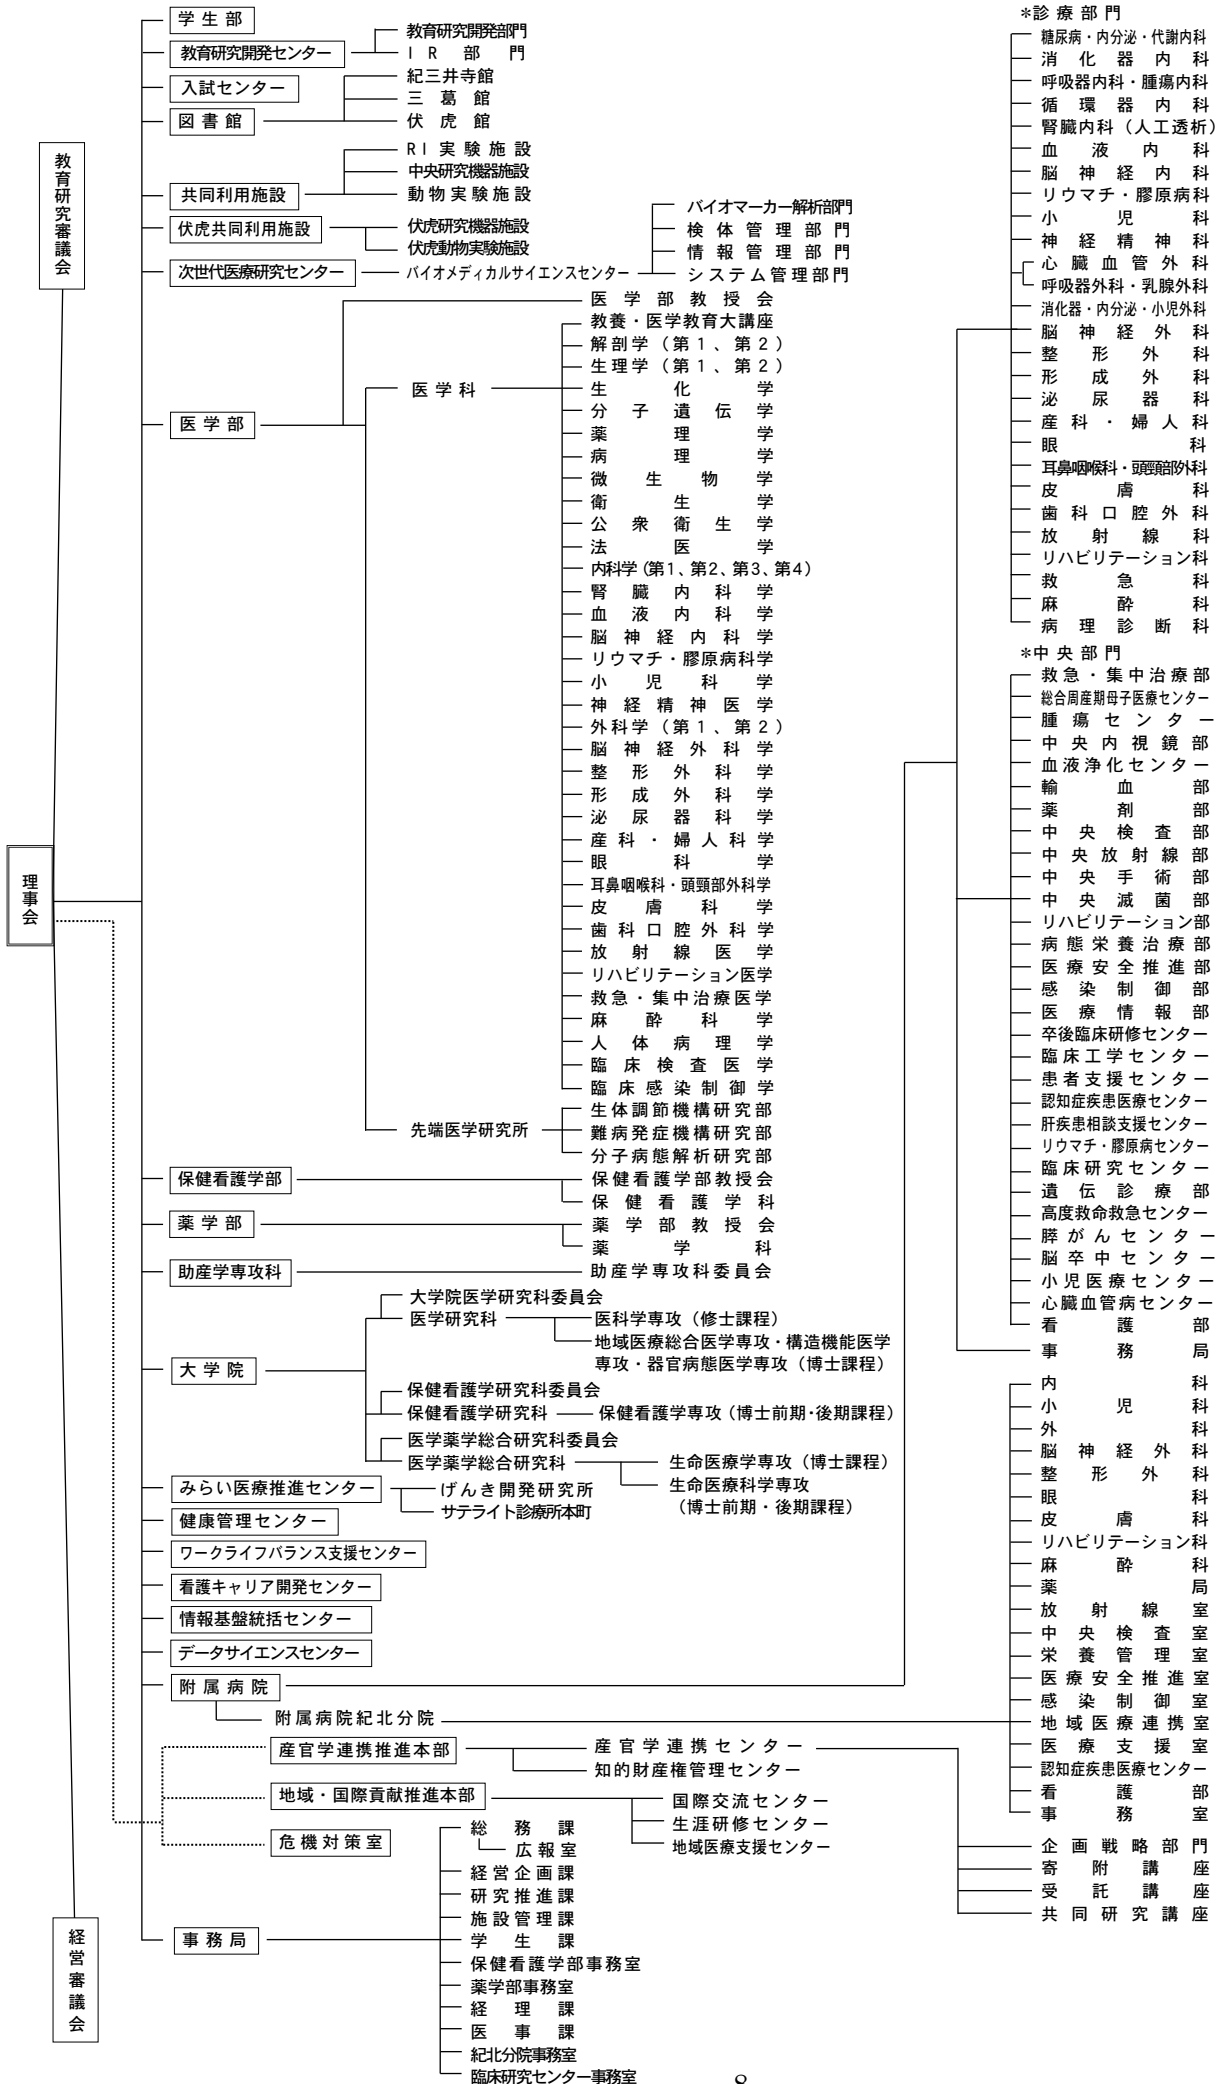 教育研究審議会
理事会
経営審議会
学生部
教育研究開発センター
教育研究開発部門
IR部門
入試センター
図書館
紀三井寺館
三葛館
伏虎館
共同利用施設
RI実験施設
中央研究機器施設
動物実験施設
伏虎共同利用施設
伏虎研究機器施設
伏虎動物実験施設
次世代医療研究センター
バイオメディカルサイエンスセンター
バイオマーカー解析部門
検体管理部門
情報管理部門
システム管理部門
医学部
医学部教授会
医学科
教養・医学教育大講座
解剖学(第1、第2)
生理学(第1、第2)
生化学
分子遺伝学
薬理学
病理学
微生物学
衛生学
公衆衛生学
法医学
内科学(第1、第2、第3、第4)
腎臓内科学
血液内科学
脳神経内科学
リウマチ・膠原病科学
小児科学
神経精神医学
外科学(第1、第2)
脳神経外科学
整形外科学
形成外科学
泌尿器科学
産科・婦人科学
眼科学
耳鼻咽喉科・頭頸部外科学
皮膚科学
歯科口腔外科学
放射線医学
リハビリテーション医学
救急・集中治療医学
麻酔科学
人体病理学
臨床検査医学
臨床感染制御学
先端医学研究所
生体調節機構研究部
難病発症機構研究部
分子病態解析研究部
保健看護学部
保健看護学部教授会
保健看護学科
薬学部
薬学部教授会
薬学科
助産学専攻科
助産学専攻科委員会
大学院
大学院医学研究科委員会
医学研究科
医科学専攻(修士課程)
地域医療総合医学専攻・構造機能医学
専攻・器官病態医学専攻(博士課程)
保健看護学研究科委員会
保健看護学研究科
保健看護学専攻(博士前期・後期課程)
医学薬学総合研究科委員会
医学薬学総合研究科
生命医療学専攻(博士課程)
生命医療科学専攻
(博士前期・後期課程)
みらい医療推進センター
げんき開発研究所
サテライト診療所本町
健康管理センター
ワークライフバランス支援センター
看護キャリア開発センター
情報基盤統括センター
データサイエンスセンター
附属病院
附属病院紀北分院
産官学連携推進本部
産官学連携センター
知的財産権管理センター
地域・国際貢献推進本部
国際交流センター
生涯研修センター
地域医療支援センター
危機対策室
事務局
総務課
広報室
経営企画課
研究推進課
施設管理課
学生課
保健看護学部事務室
薬学部事務室
経理課
医事課
紀北分院事務室
臨床研究センター事務室
*診療部門
糖尿病・内分泌・代謝内科
消化器内科
呼吸器内科・腫瘍内科
循環器内科
腎臓内科(人工透析)
血液内科
脳神経内科
リウマチ・膠原病科
小児科
神経精神科
心臓血管外科
呼吸器外科・乳腺外科
消化器・内分泌・小児外科
脳神経外科
整形外科
形成外科
泌尿器科
産科・婦人科
眼科
耳鼻咽喉科・頭頸部外科
皮膚科
歯科口腔外科
放射線科
リハビリテーション科
救急科
麻酔科
病理診断科
*中央部門
救急・集中治療部
総合周産期母子医療センター
腫瘍センター
中央内視鏡部
血液浄化センター
輸血部
薬剤部
中央検査部
中央放射線部
中央手術部
中央滅菌部
リハビリテーション部
病態栄養治療部
医療安全推進部
感染制御部
医療情報部
卒後臨床研修センター
臨床工学センター
患者支援センター
認知症疾患医療センター
肝疾患相談支援センター
リウマチ・膠原病センター
臨床研究センター
遺伝診療部
高度救命救急センター
膵がんセンター
脳卒中センター
小児医療センター
心臓血管病センター
看護部
事務局
内科
小児科
外科
脳神経外科
整形外科
眼科
皮膚科
リハビリテーション科
麻酔科
薬局
放射線室
中央検査室
栄養管理室
医療安全推進室
感染制御室
地域医療連携室
医療支援室
認知症疾患医療センター
看護部
事務室
企画戦略部門
寄附講座
受託講座
共同研究講座
8